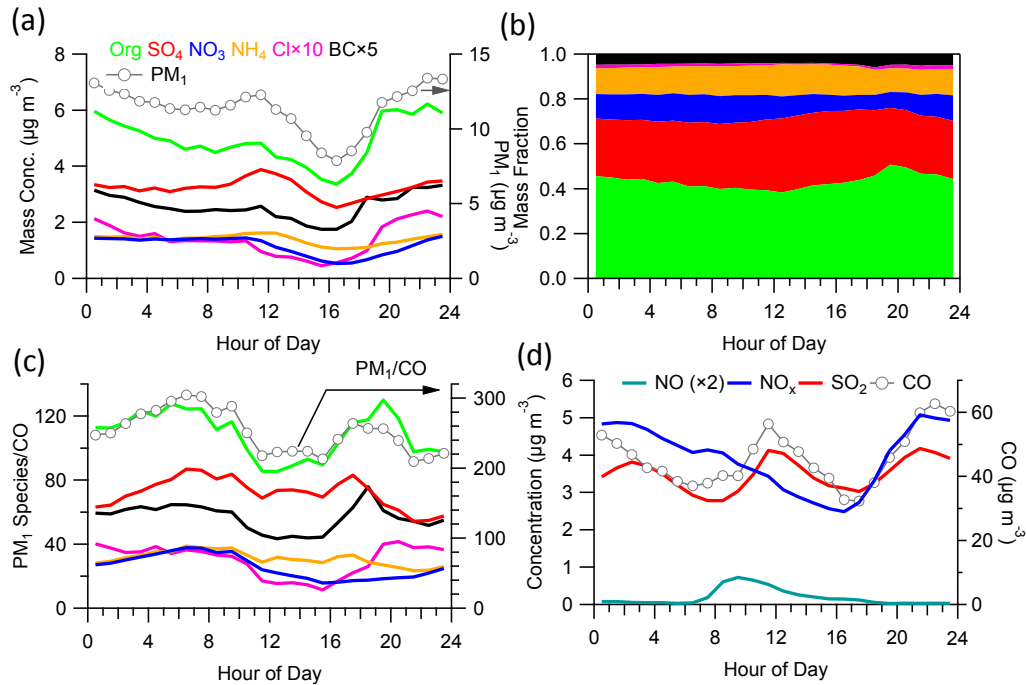 (a)
Org SO₄ NO₃ NH₄ Cl×10 BC×5
PM₁
8
6
4
2
0
Mass Conc. (µg m⁻³)
15
10
5
0
PM₁ (µg m⁻³)
0 4 8 12 16 20 24
Hour of Day
(b)
1.0
0.8
0.6
0.4
0.2
0.0
Mass Fraction
0 4 8 12 16 20 24
Hour of Day
(c)
PM₁/CO
120
80
40
0
PM₁ Species/CO
300
200
100
0
0 4 8 12 16 20 24
Hour of Day
(d)
NO (×2) NOₓ SO₂ CO
6
5
4
3
2
1
0
Concentration (µg m⁻³)
60
40
20
0
CO (µg m⁻³)
0 4 8 12 16 20 24
Hour of Day